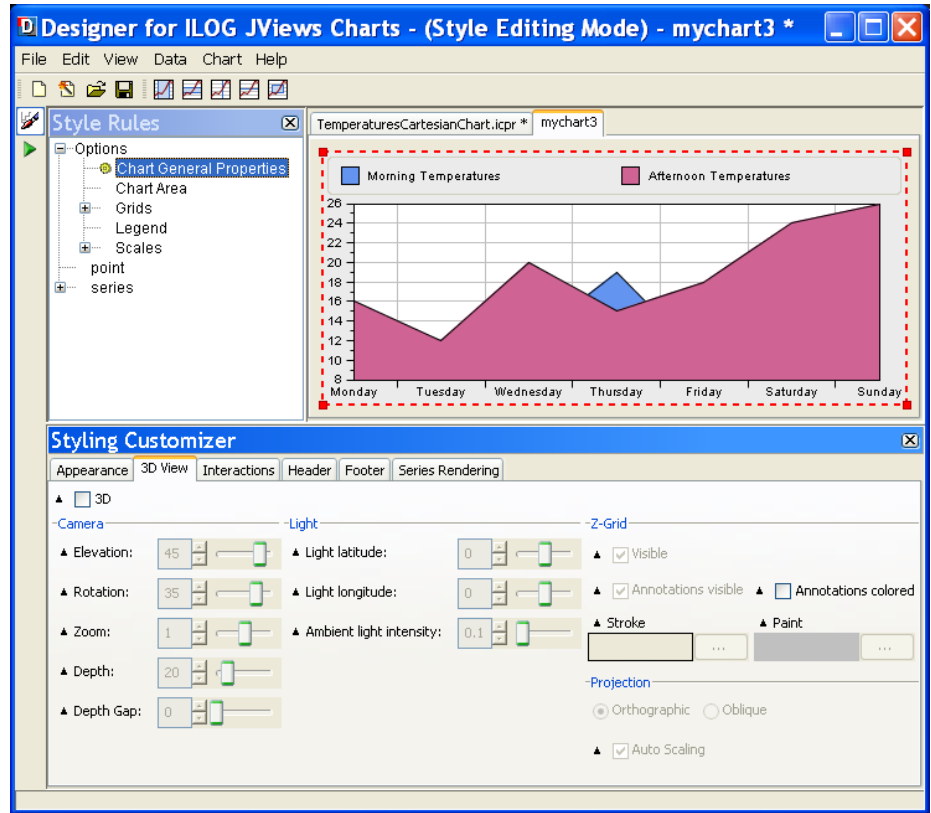 Designer for ILOG JViews Charts - (Style Editing Mode) - mychart3 *
File Edit View Data Chart Help
Style Rules
Options
Chart General Properties
Chart Area
Grids
Legend
Scales
point
series
TemperaturesCartesianChart.icpr * mychart3
Morning Temperatures Afternoon Temperatures
26
24
22
20
18
16
14
12
10
8
Monday Tuesday Wednesday Thursday Friday Saturday Sunday
Styling Customizer
Appearance 3D View Interactions Header Footer Series Rendering
3D
Camera Light Z-Grid
Elevation: 45 Light latitude: 0 Visible
Rotation: 35 Light longitude: 0 Annotations visible Annotations colored
Zoom: 1 Ambient light intensity: 0.1 Stroke Paint
... ...
Depth: 20
Projection
Depth Gap: 0 Orthographic Oblique
Auto Scaling